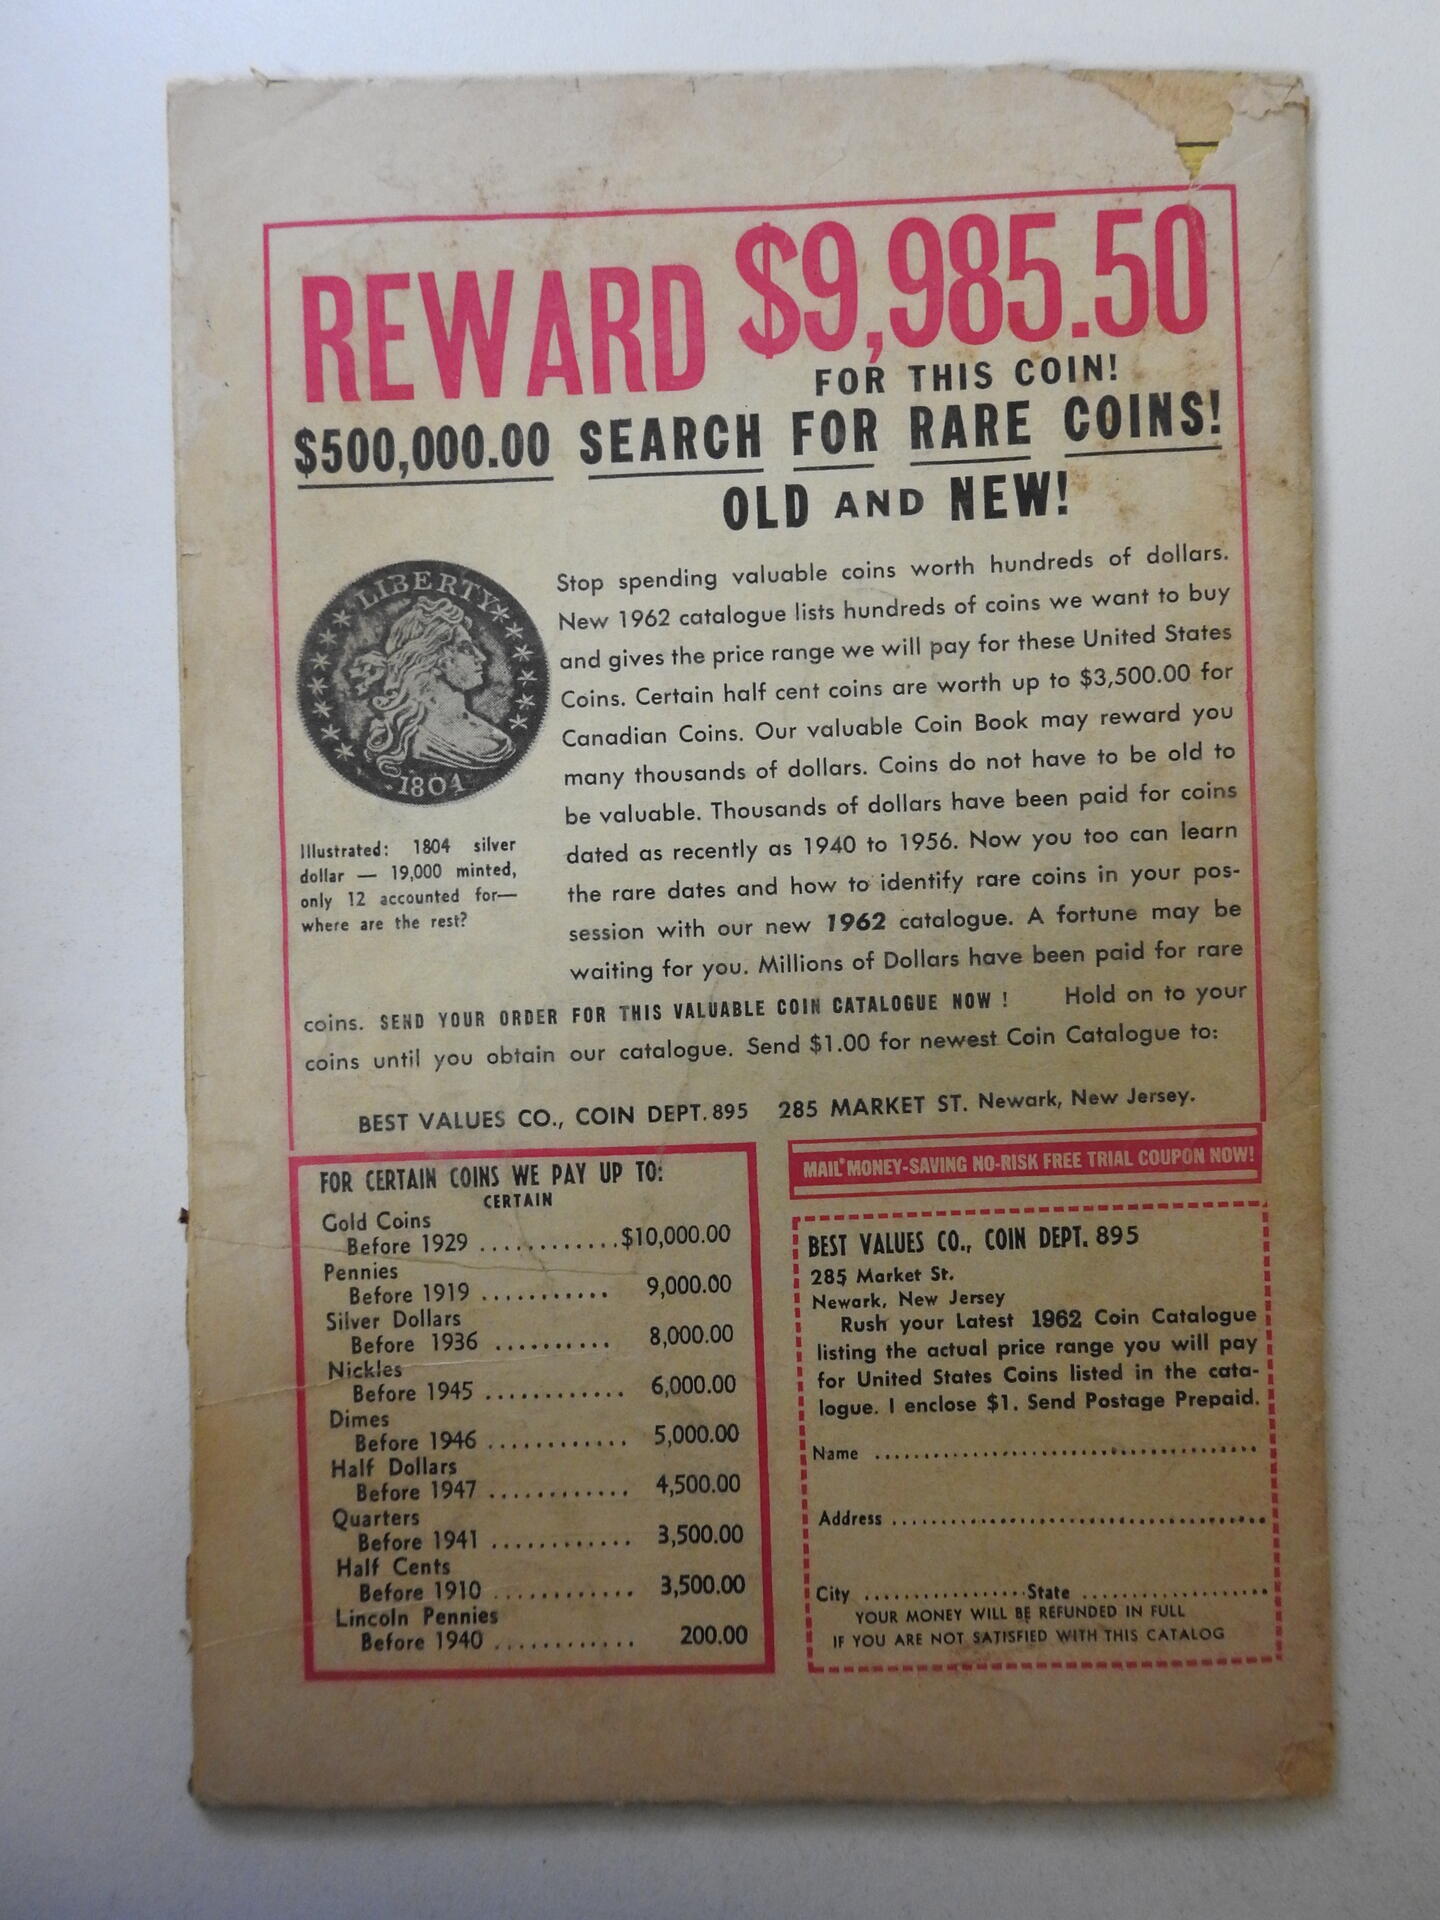 REWARD $9,985.50
FOR THIS COIN!
$500,000.00 SEARCH FOR RARE COINS!
OLD AND NEW!
LIBERTY
1804
Illustrated: 1804 silver
dollar — 19,000 minted,
only 12 accounted for—
where are the rest?
Stop spending valuable coins worth hundreds of dollars.
New 1962 catalogue lists hundreds of coins we want to buy
and gives the price range we will pay for these United States
Coins. Certain half cent coins are worth up to $3,500.00 for
Canadian Coins. Our valuable Coin Book may reward you
many thousands of dollars. Coins do not have to be old to
be valuable. Thousands of dollars have been paid for coins
dated as recently as 1940 to 1956. Now you too can learn
the rare dates and how to identify rare coins in your pos-
session with our new 1962 catalogue. A fortune may be
waiting for you. Millions of Dollars have been paid for rare
coins. SEND YOUR ORDER FOR THIS VALUABLE COIN CATALOGUE NOW ! Hold on to your
coins until you obtain our catalogue. Send $1.00 for newest Coin Catalogue to:
BEST VALUES CO., COIN DEPT. 895 285 MARKET ST. Newark, New Jersey.
FOR CERTAIN COINS WE PAY UP TO:
CERTAIN
Gold Coins
Before 1929 ............$10,000.00
Pennies
Before 1919 ........... 9,000.00
Silver Dollars
Before 1936 .......... 8,000.00
Nickles
Before 1945 ............ 6,000.00
Dimes
Before 1946 ............ 5,000.00
Half Dollars
Before 1947 ............ 4,500.00
Quarters
Before 1941 ............ 3,500.00
Half Cents
Before 1910 ............ 3,500.00
Lincoln Pennies
Before 1940 ............ 200.00
MAIL MONEY-SAVING NO-RISK FREE TRIAL COUPON NOW!
BEST VALUES CO., COIN DEPT. 895
285 Market St.
Newark, New Jersey
Rush your Latest 1962 Coin Catalogue
listing the actual price range you will pay
for United States Coins listed in the cata-
logue. I enclose $1. Send Postage Prepaid.
Name ......................................
Address ......................................
City ................State ...................
YOUR MONEY WILL BE REFUNDED IN FULL
IF YOU ARE NOT SATISFIED WITH THIS CATALOG